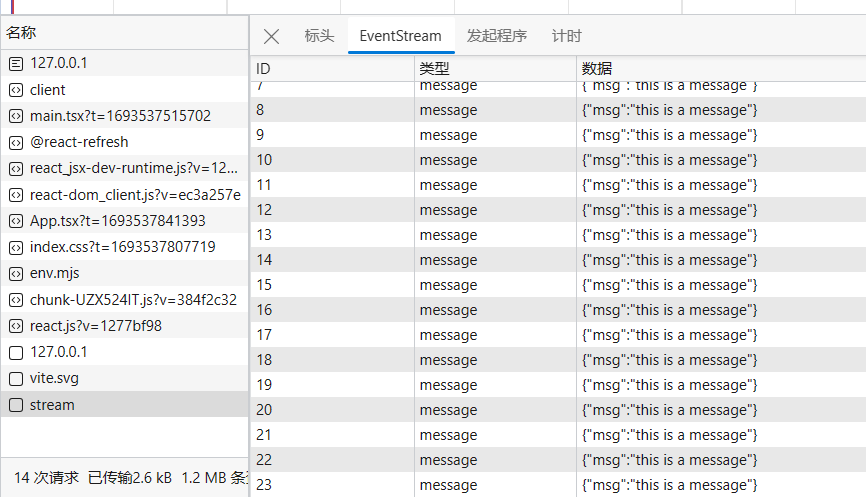 名称
127.0.0.1
client
main.tsx?t=1693537515702
@react-refresh
react_jsx-dev-runtime.js?v=12...
react-dom_client.js?v=ec3a257e
App.tsx?t=1693537841393
index.css?t=1693537807719
env.mjs
chunk-UZX524IT.js?v=384f2c32
react.js?v=1277bf98
127.0.0.1
vite.svg
stream
14 次请求 已传输2.6 kB 1.2 MB 条
标头 EventStream 发起程序 计时
ID 类型 数据
7 message {"msg":"this is a message"}
8 message {"msg":"this is a message"}
9 message {"msg":"this is a message"}
10 message {"msg":"this is a message"}
11 message {"msg":"this is a message"}
12 message {"msg":"this is a message"}
13 message {"msg":"this is a message"}
14 message {"msg":"this is a message"}
15 message {"msg":"this is a message"}
16 message {"msg":"this is a message"}
17 message {"msg":"this is a message"}
18 message {"msg":"this is a message"}
19 message {"msg":"this is a message"}
20 message {"msg":"this is a message"}
21 message {"msg":"this is a message"}
22 message {"msg":"this is a message"}
23 message {"msg":"this is a message"}